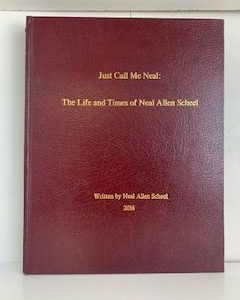 Just Call Me Neal:
The Life and Times of Neal Allen Scheel
Written by Neal Allen Scheel
2016